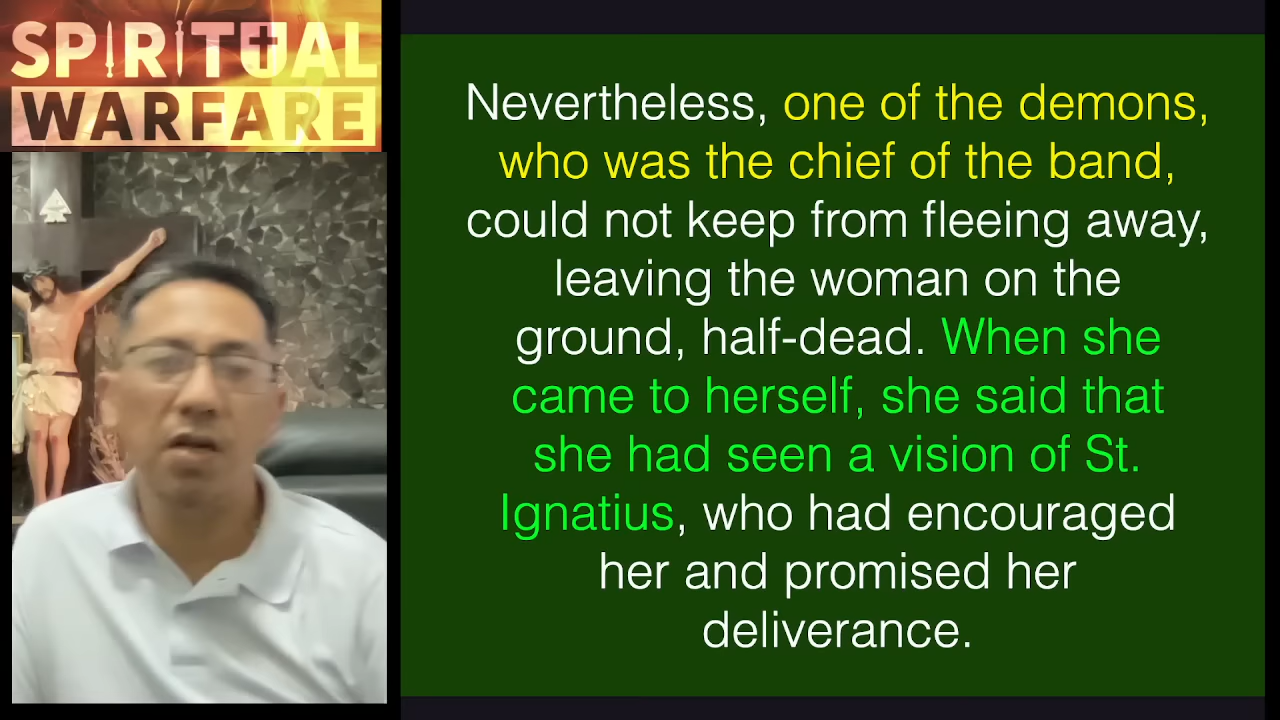 SPIRITUAL
WARFARE
Nevertheless, one of the demons,
who was the chief of the band,
could not keep from fleeing away,
leaving the woman on the
ground, half-dead. When she
came to herself, she said that
she had seen a vision of St.
Ignatius, who had encouraged
her and promised her
deliverance.